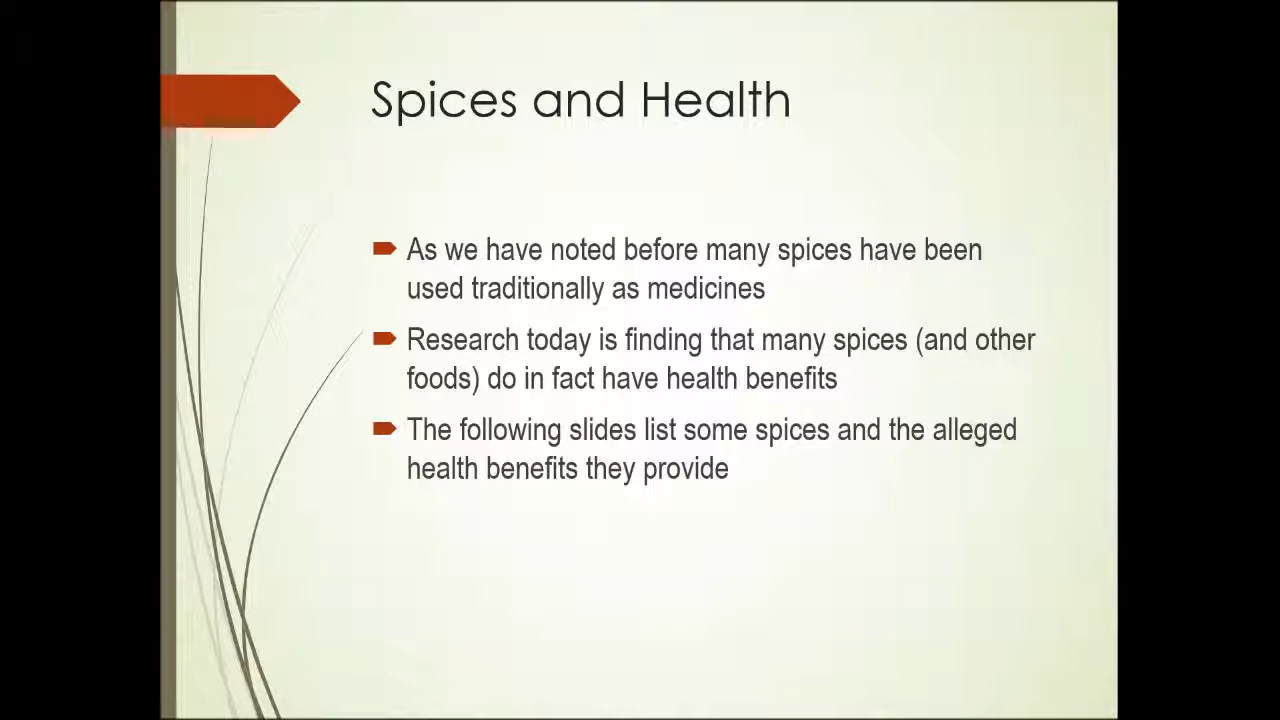 Spices and Health
As we have noted before many spices have been
used traditionally as medicines
Research today is finding that many spices (and other
foods) do in fact have health benefits
The following slides list some spices and the alleged
health benefits they provide